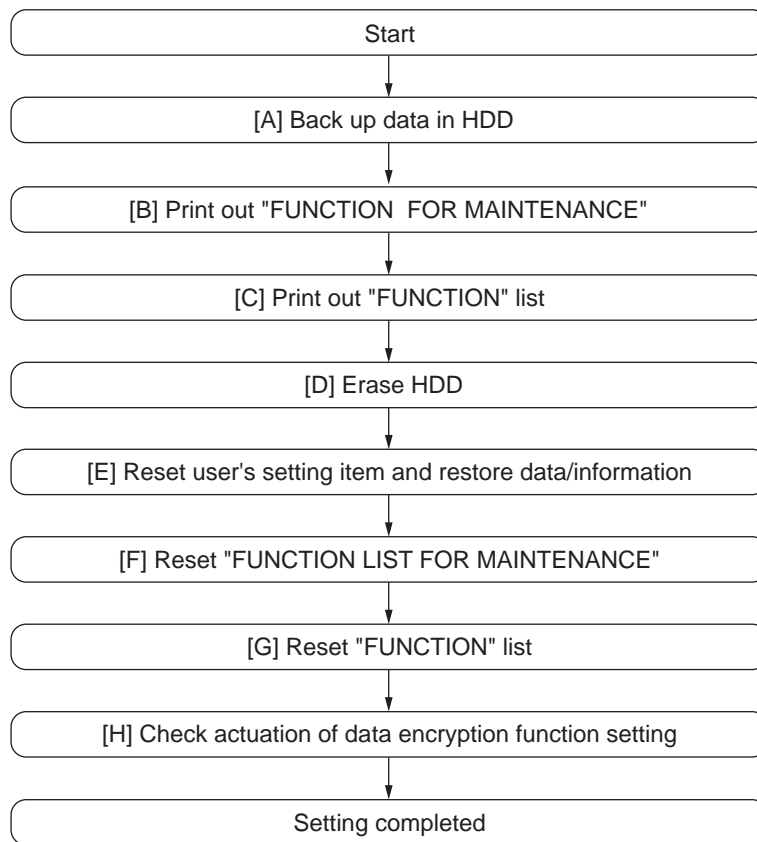 Start
[A] Back up data in HDD
[B] Print out "FUNCTION  FOR MAINTENANCE"
[C] Print out "FUNCTION" list
[D] Erase HDD
[E] Reset user's setting item and restore data/information
[F] Reset "FUNCTION LIST FOR MAINTENANCE"
[G] Reset "FUNCTION" list
[H] Check actuation of data encryption function setting
Setting completed